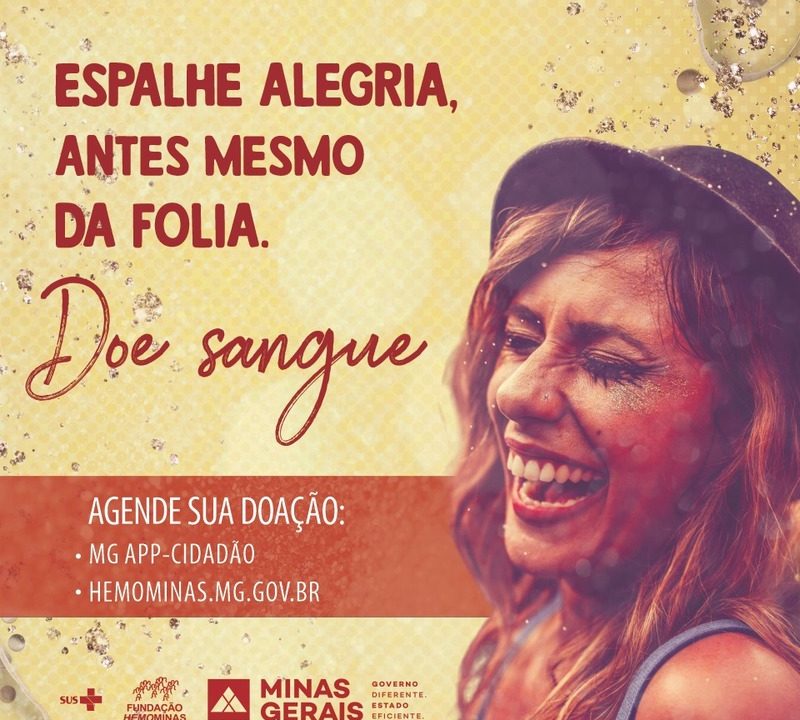 ESPALHE ALEGRIA,
ANTES MESMO
DA FOLIA.
Doe sangue
AGENDE SUA DOAÇÃO:
• MG APP-CIDADÃO
• HEMOMINAS.MG.GOV.BR
SUS
FUNDAÇÃO
HEMOMINAS
MINAS
GERAIS
GOVERNO
DIFERENTE.
ESTADO
EFICIENTE.